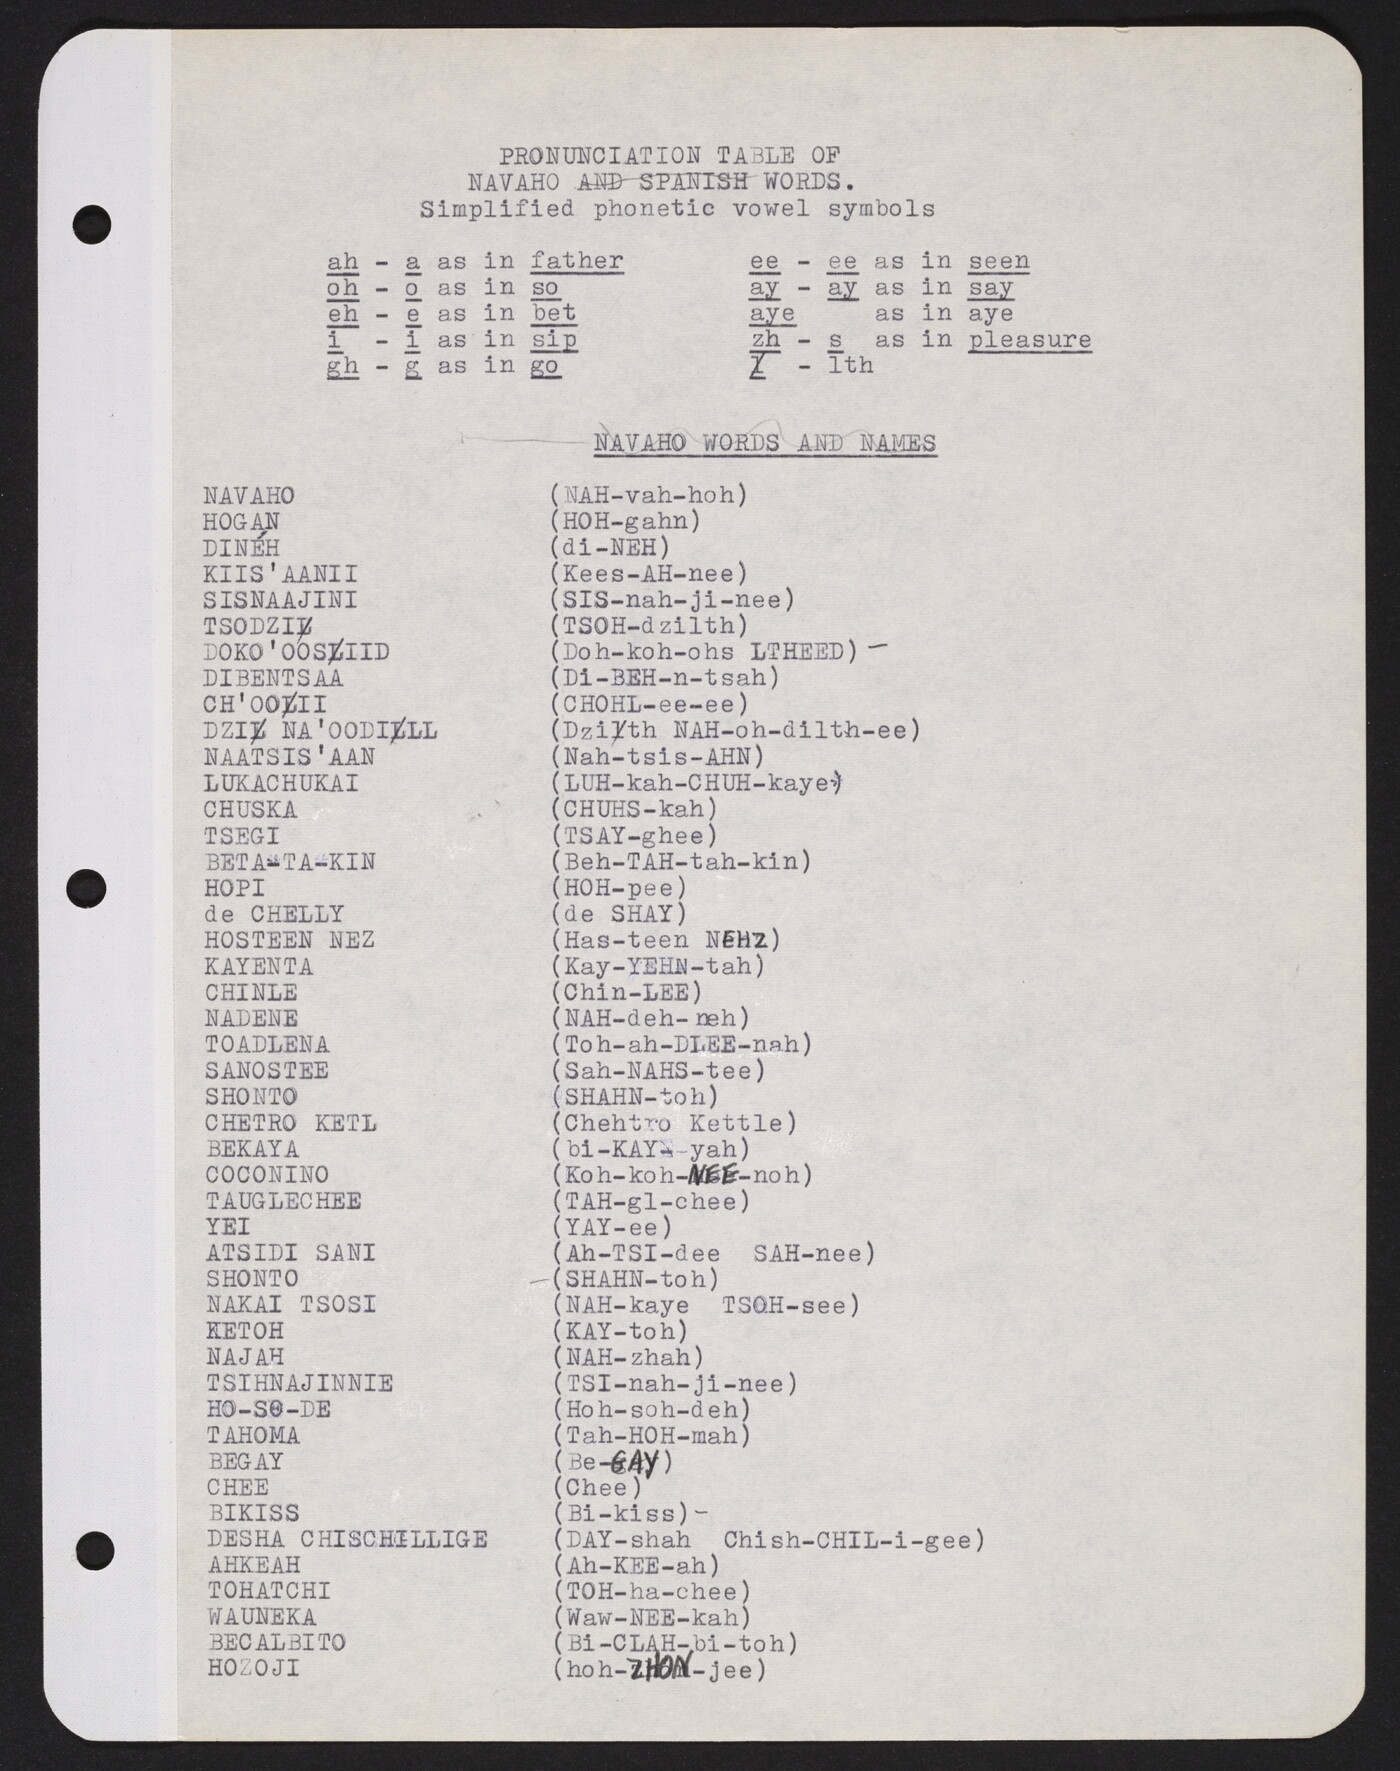 PRONUNCIATION TABLE OF
NAVAHO AND SPANISH WORDS.
Simplified phonetic vowel symbols
ah - a as in father ee - ee as in seen
oh - o as in so ay - ay as in say
eh - e as in bet aye as in aye
i - i as in sip zh - s as in pleasure
gh - g as in go ł - lth
NAVAHO WORDS AND NAMES
NAVAHO (NAH-vah-hoh)
HOGAN (HOH-gahn)
DINÉH (di-NEH)
KIIS'AANII (Kees-AH-nee)
SISNAAJINI (SIS-nah-ji-nee)
TSODZIŁ (TSOH-dzilth)
DOKO'OOSŁIID (Doh-koh-ohs LTHEED) -
DIBENTSAA (Di-BEH-n-tsah)
CH'OOŁII (CHOHL-ee-ee)
DZIŁ NA'OODIŁLL (Dziłth NAH-oh-dilth-ee)
NAATSIS'AAN (Nah-tsis-AHN)
LUKACHUKAI (LUH-kah-CHUH-kaye)
CHUSKA (CHUHS-kah)
TSEGI (TSAY-ghee)
BETA-TA-KIN (Beh-TAH-tah-kin)
HOPI (HOH-pee)
de CHELLY (de SHAY)
HOSTEEN NEZ (Has-teen NEHZ)
KAYENTA (Kay-YEHN-tah)
CHINLE (Chin-LEE)
NADENE (NAH-deh-neh)
TOADLENA (Toh-ah-DLEE-nah)
SANOSTEE (Sah-NAHS-tee)
SHONTO (SHAHN-toh)
CHETRO KETL (Chehtro Kettle)
BEKAYA (bi-KAY-yah)
COCONINO (Koh-koh-NEE-noh)
TAUGLECHEE (TAH-gl-chee)
YEI (YAY-ee)
ATSIDI SANI (Ah-TSI-dee SAH-nee)
SHONTO -(SHAHN-toh)
NAKAI TSOSI (NAH-kaye TSOH-see)
KETOH (KAY-toh)
NAJAH (NAH-zhah)
TSIHNAJINNIE (TSI-nah-ji-nee)
HO-SO-DE (Hoh-soh-deh)
TAHOMA (Tah-HOH-mah)
BEGAY (Be-GAY)
CHEE (Chee)
BIKISS (Bi-kiss)-
DESHA CHISCHILLIGE (DAY-shah Chish-CHIL-i-gee)
AHKEAH (Ah-KEE-ah)
TOHATCHI (TOH-ha-chee)
WAUNEKA (Waw-NEE-kah)
BECALBITO (Bi-CLAH-bi-toh)
HOZOJI (hoh-ZHON-jee)